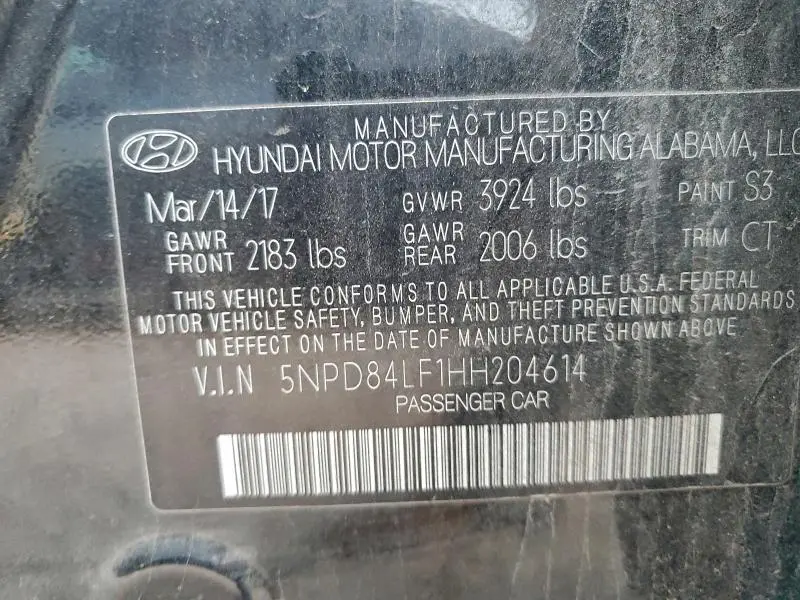 MANUFACTURED BY
HYUNDAI MOTOR MANUFACTURING ALABAMA, LLC
Mar/14/17 GVWR 3924 lbs PAINT S3
GAWR FRONT 2183 lbs GAWR REAR 2006 lbs TRIM CT
THIS VEHICLE CONFORMS TO ALL APPLICABLE U.S.A. FEDERAL
MOTOR VEHICLE SAFETY, BUMPER, AND THEFT PREVENTION STANDARDS
IN EFFECT ON THE DATE OF MANUFACTURE SHOWN ABOVE
V.I.N 5NPD84LF1HH204614
PASSENGER CAR